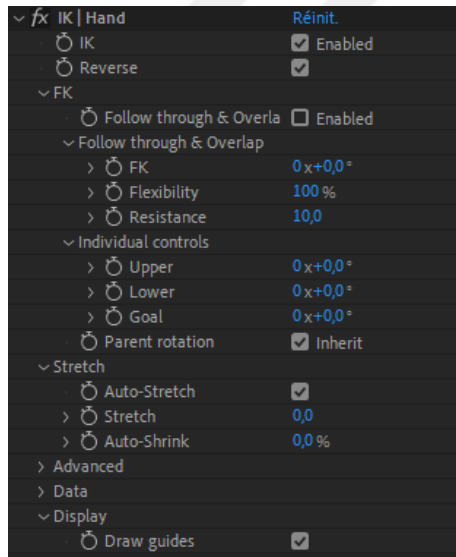 fx IK | Hand Réinit.
IK Enabled
Reverse
FK
Follow through & Overla Enabled
Follow through & Overlap
FK 0x+0,0°
Flexibility 100 %
Resistance 10,0
Individual controls
Upper 0x+0,0°
Lower 0x+0,0°
Goal 0x+0,0°
Parent rotation Inherit
Stretch
Auto-Stretch
Stretch 0,0
Auto-Shrink 0,0 %
Advanced
Data
Display
Draw guides